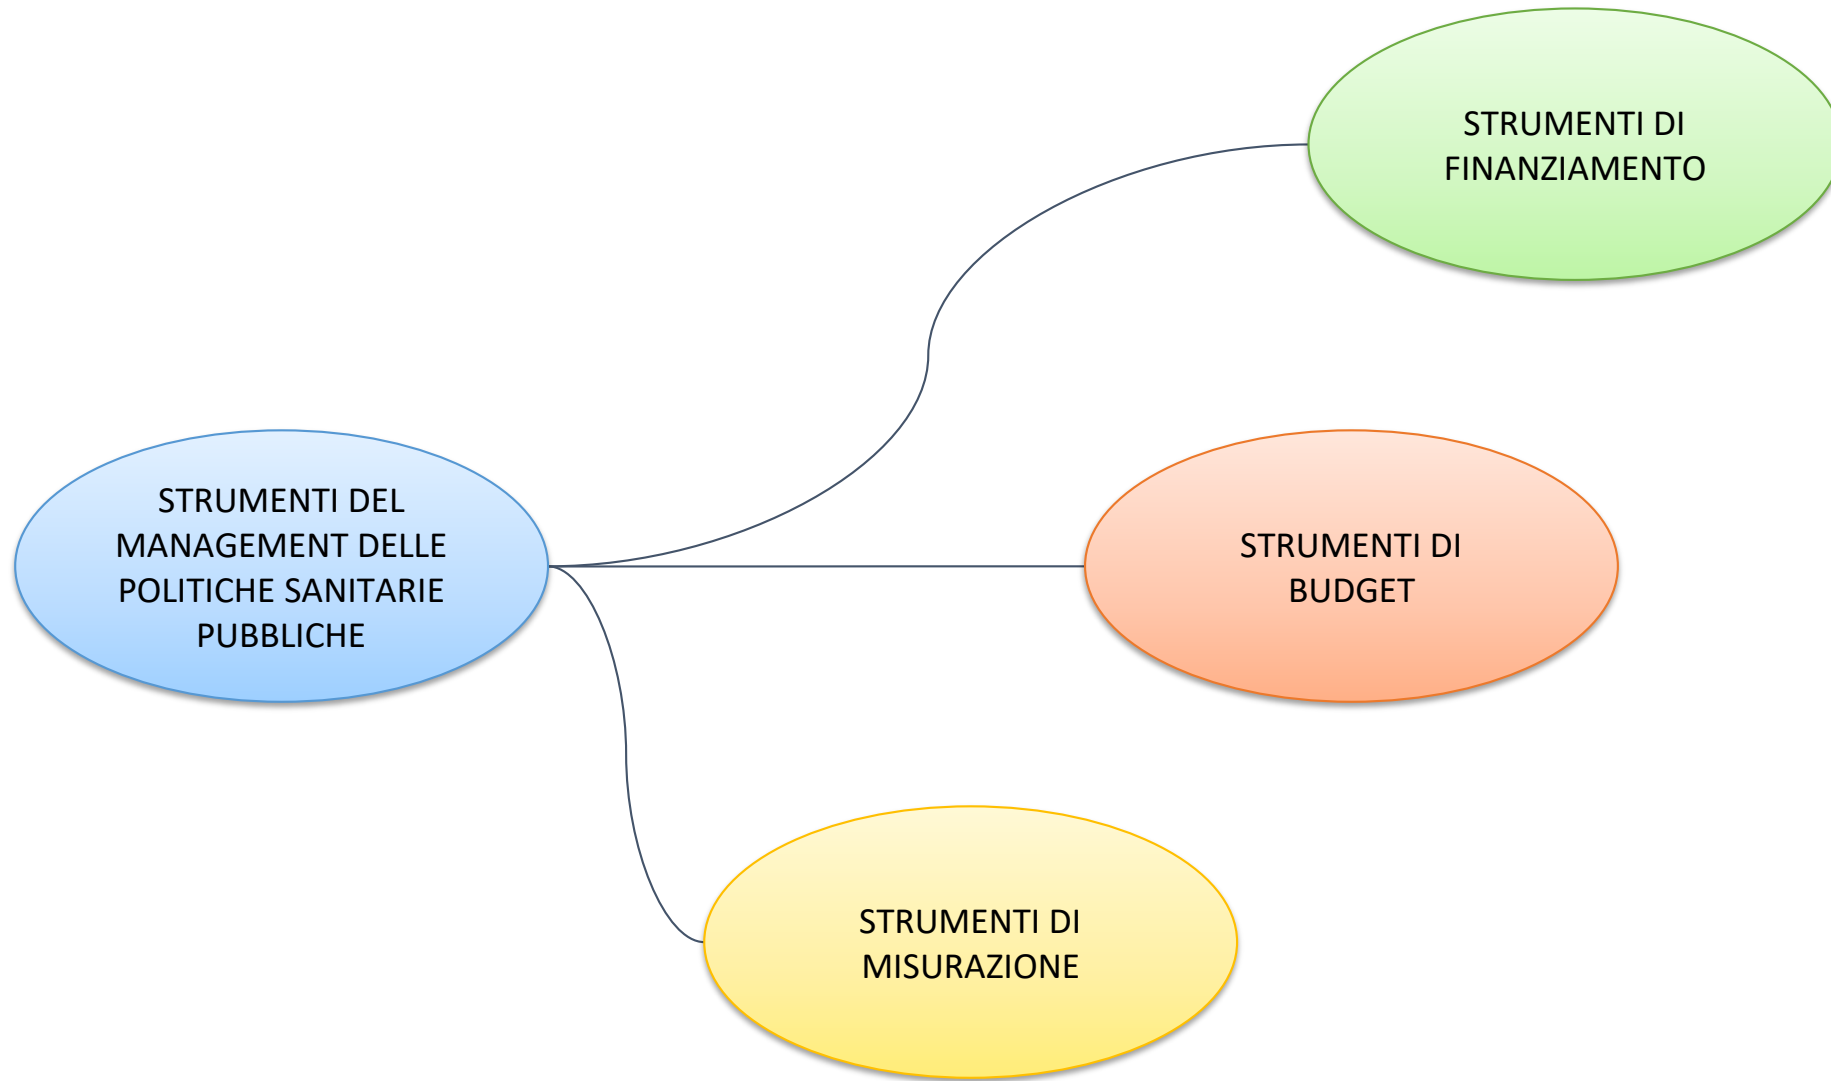 STRUMENTI DI
FINANZIAMENTO
STRUMENTI DEL
MANAGEMENT DELLE
POLITICHE SANITARIE
PUBBLICHE
STRUMENTI DI
BUDGET
STRUMENTI DI
MISURAZIONE